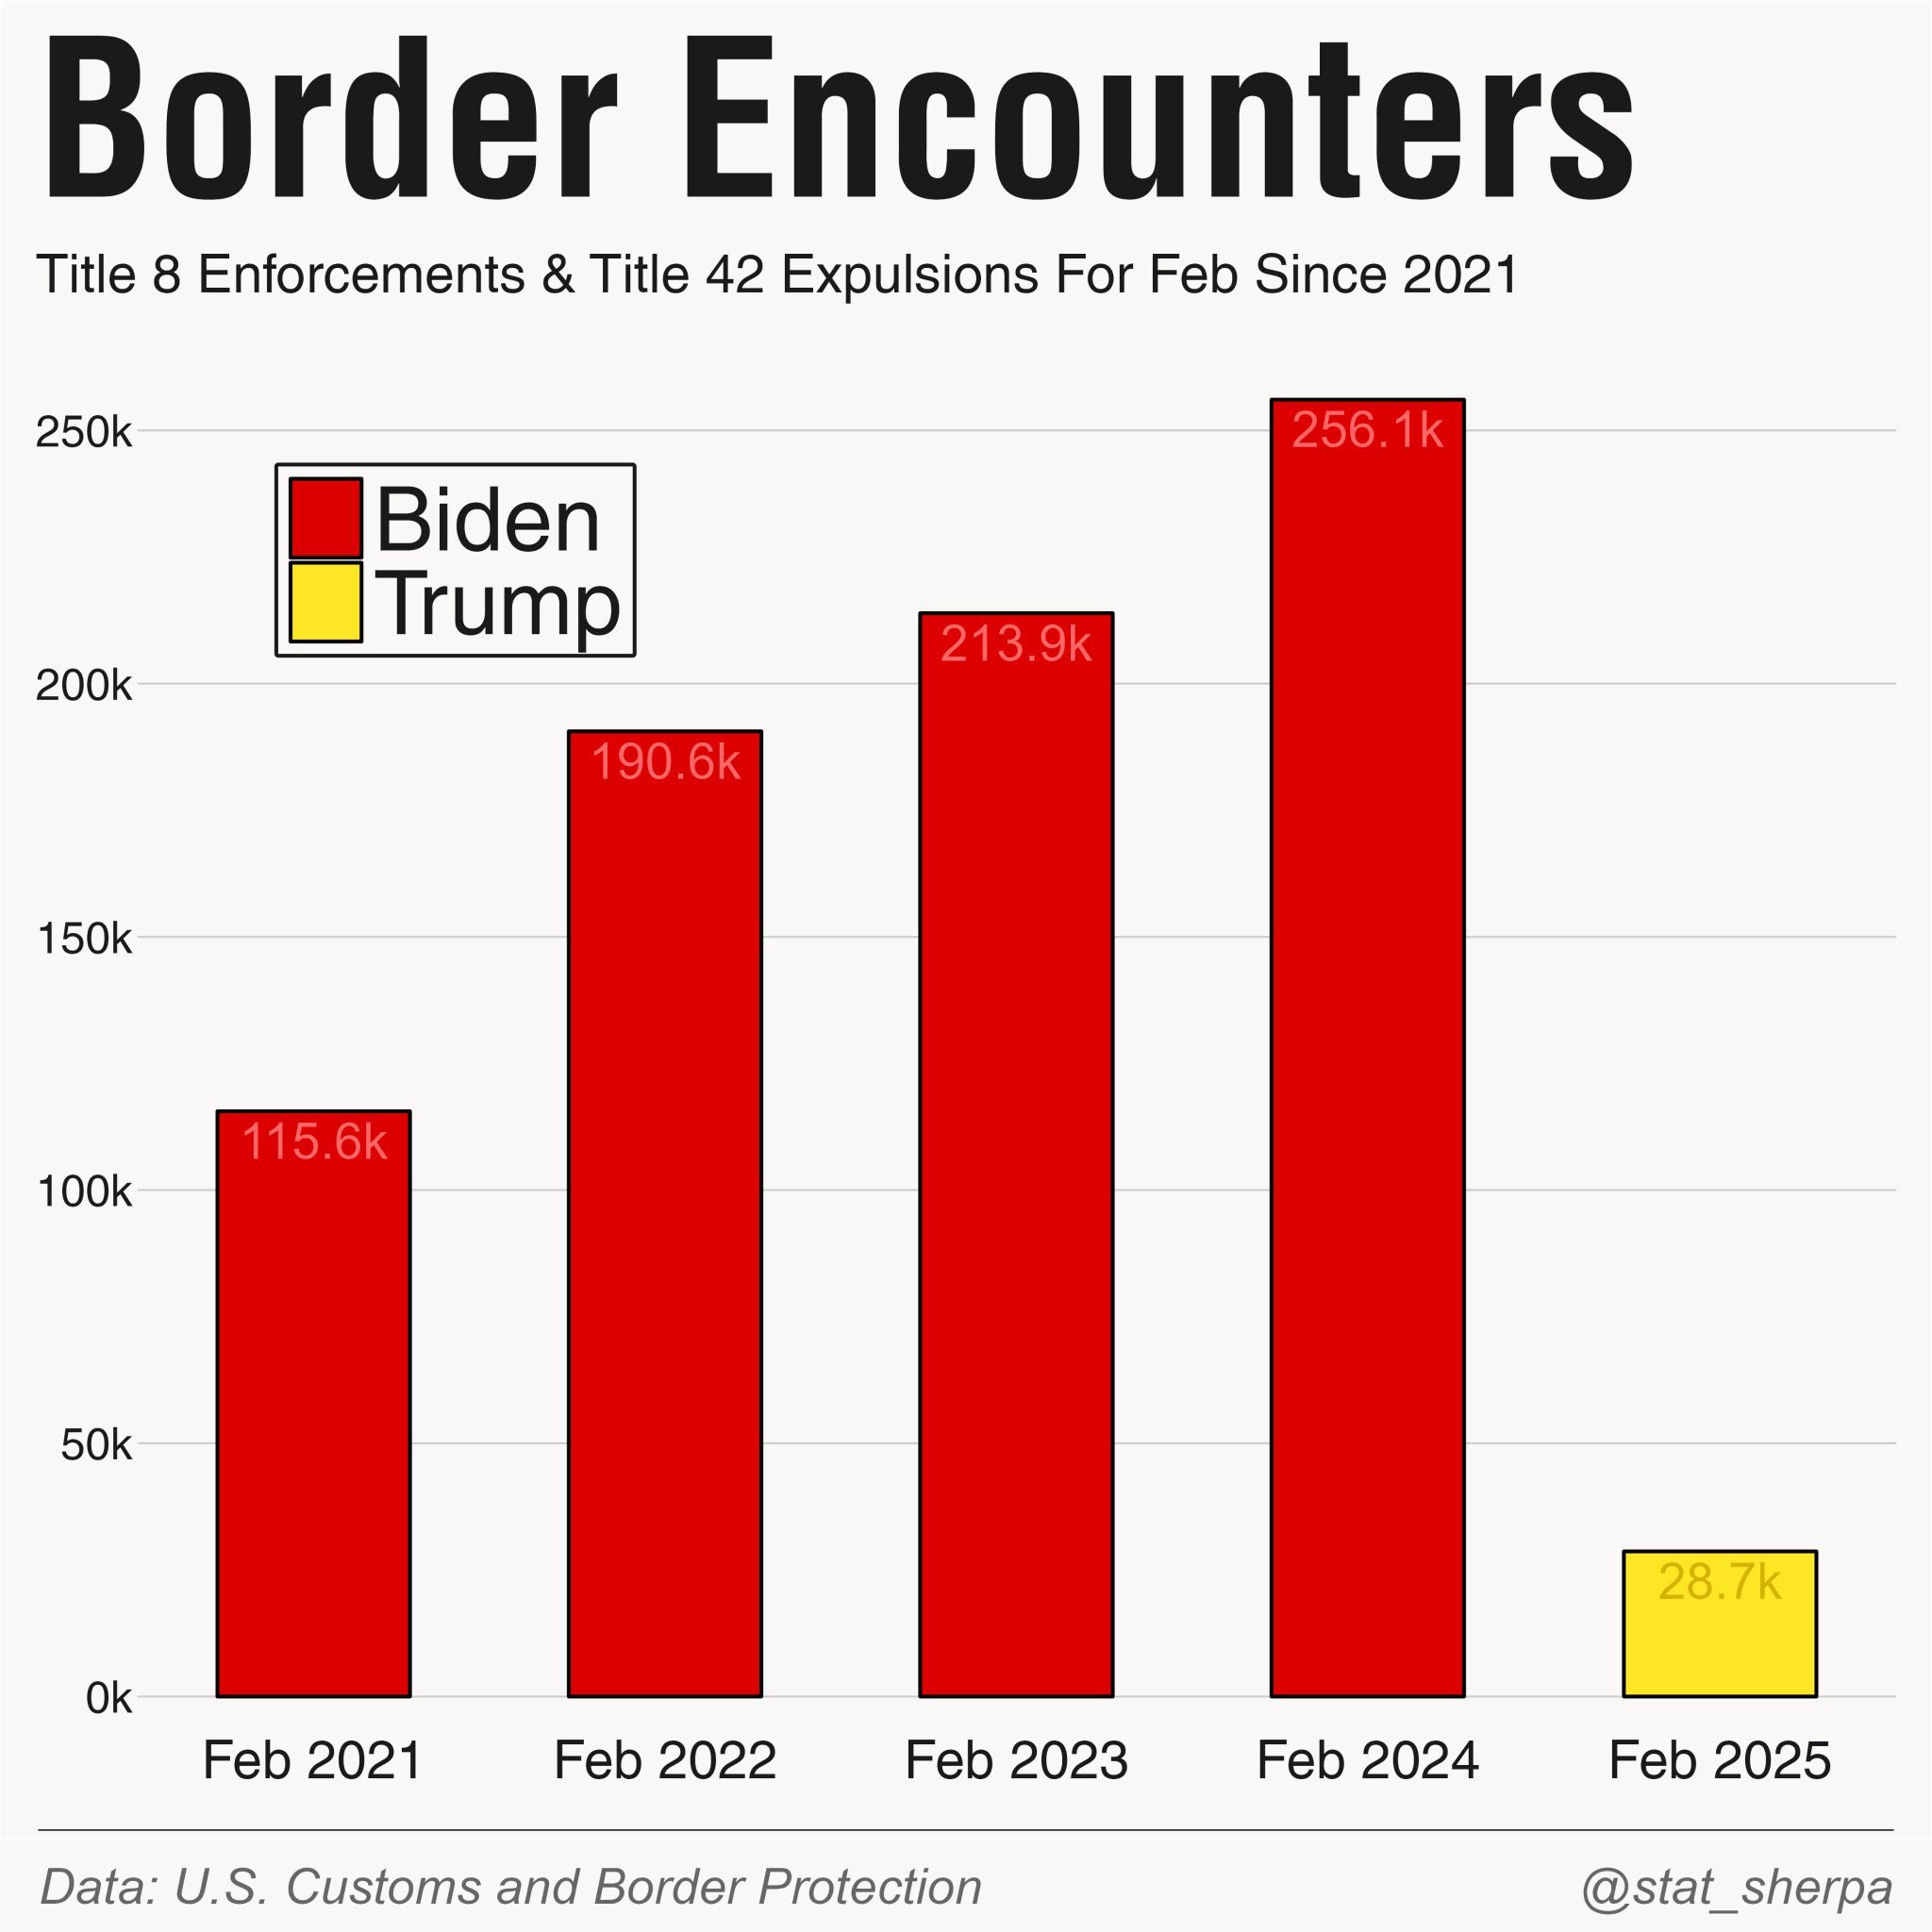 Border Encounters
Title 8 Enforcements & Title 42 Expulsions For Feb Since 2021
250k
200k
150k
100k
50k
0k
Biden
Trump
115.6k
190.6k
213.9k
256.1k
28.7k
Feb 2021
Feb 2022
Feb 2023
Feb 2024
Feb 2025
Data: U.S. Customs and Border Protection
@stat_sherpa